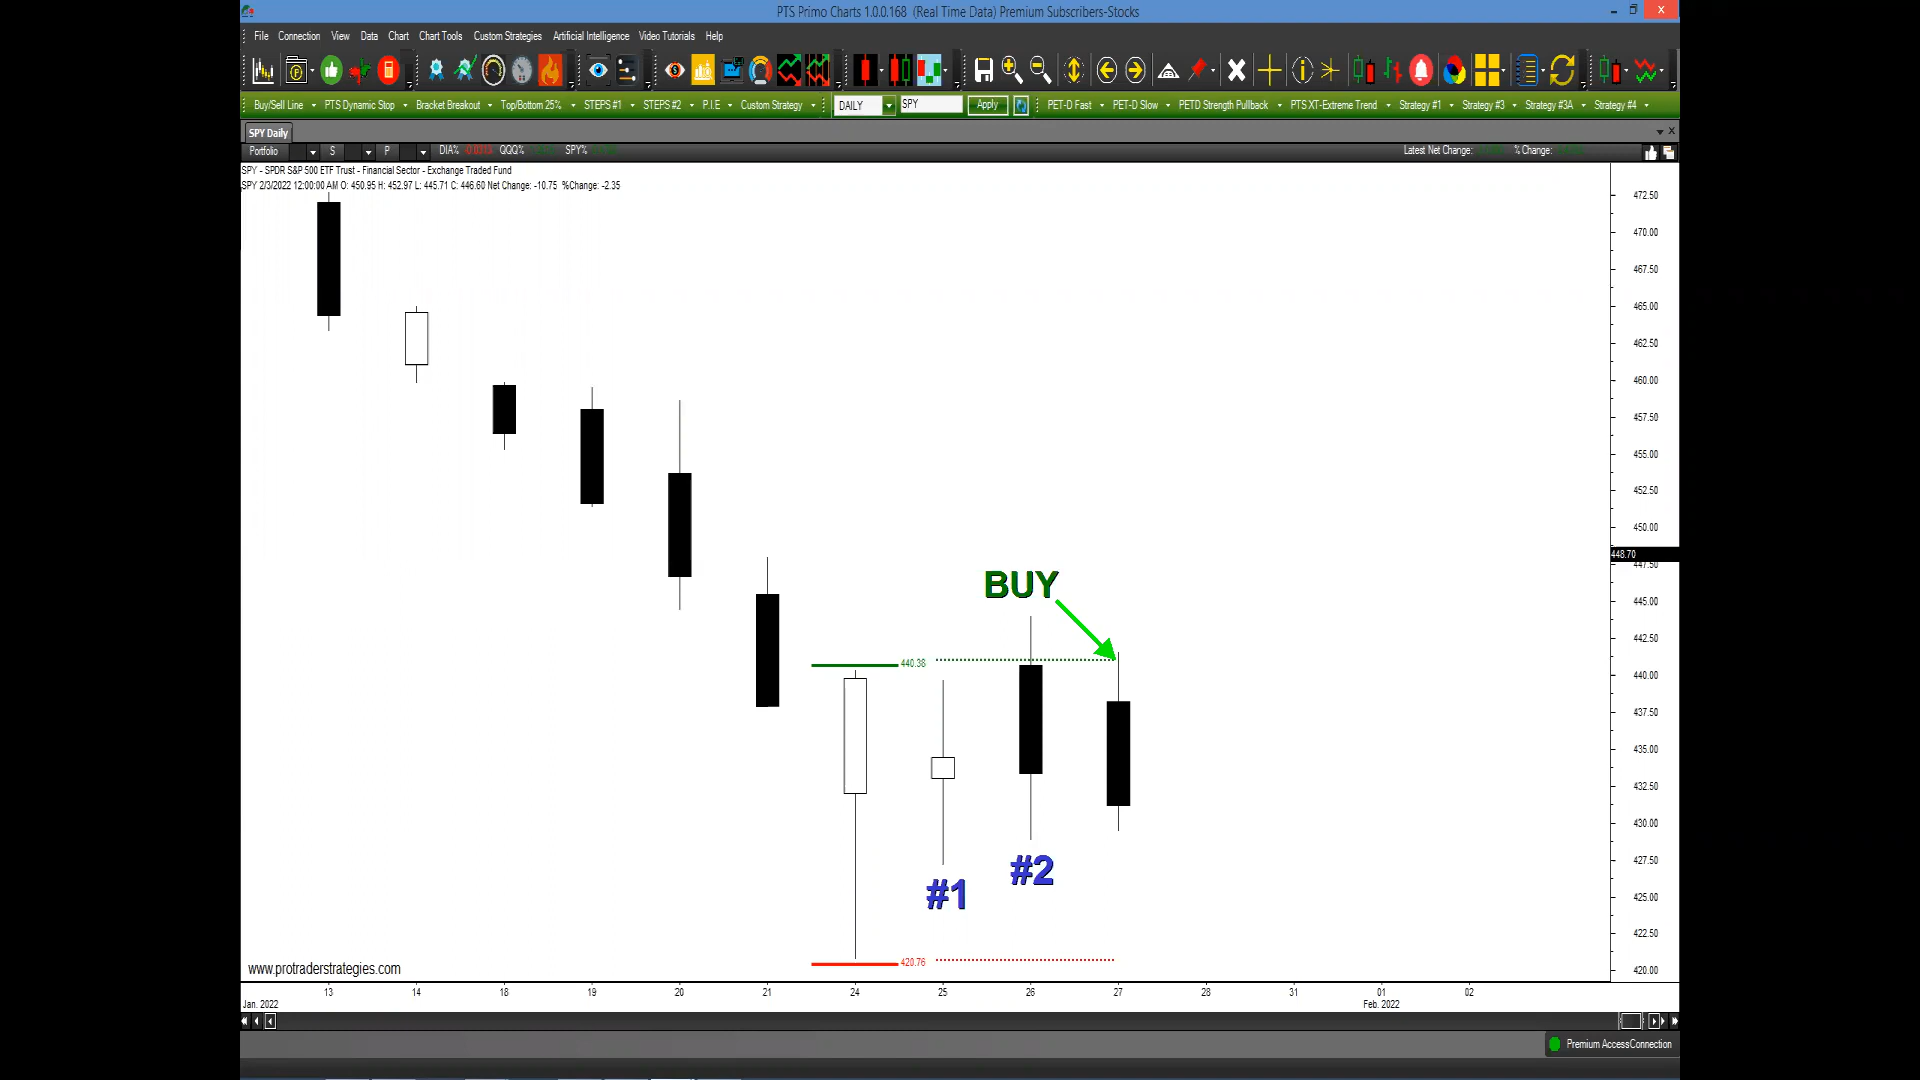 PTS Primo Charts 1.0.0.168 (Real Time Data) Premium Subscribers-Stocks
File Connection View Data Chart Chart Tools Custom Strategies Artificial Intelligence Video Tutorials Help
Buy/Sell Line PTS Dynamic Stop Bracket Breakout Top/Bottom 25% STEPS #1 STEPS #2 P.I.E Custom Strategy DAILY SPY Apply PET-D Fast PET-D Slow PETD Strength Pullback PTS XT-Extreme Trend Strategy #1 Strategy #3 Strategy #3A Strategy #4
SPY Daily
Portfolio S P DIA% QQQ% SPY% Latest Net Change: % Change:
SPY - SPDR S&P 500 ETF Trust - Financial Sector - Exchange Traded Fund
SPY 2/3/2022 12:00:00 AM O: 450.95 H: 452.97 L: 445.71 C: 446.60 Net Change: -10.75 %Change: -2.35
472.50
470.00
467.50
465.00
462.50
460.00
457.50
455.00
452.50
450.00
448.70
447.50
445.00
442.50
440.00
437.50
435.00
432.50
430.00
427.50
425.00
422.50
420.00
BUY
440.38
#2
#1
420.76
www.protraderstrategies.com
13 14 18 19 20 21 24 25 26 27 28 31 01 02
Jan. 2022 Feb. 2022
Premium AccessConnection